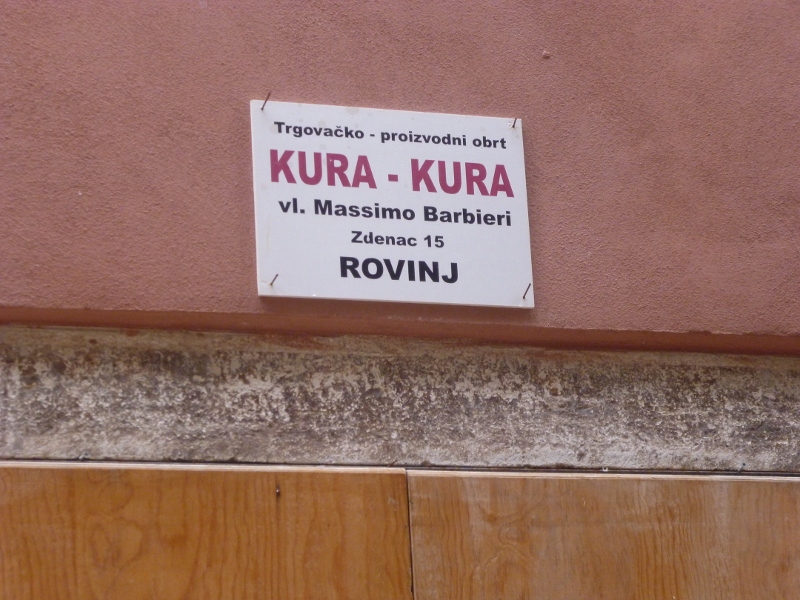 Trgovačko - proizvodni obrt
KURA - KURA
vl. Massimo Barbieri
Zdenac 15
ROVINJ